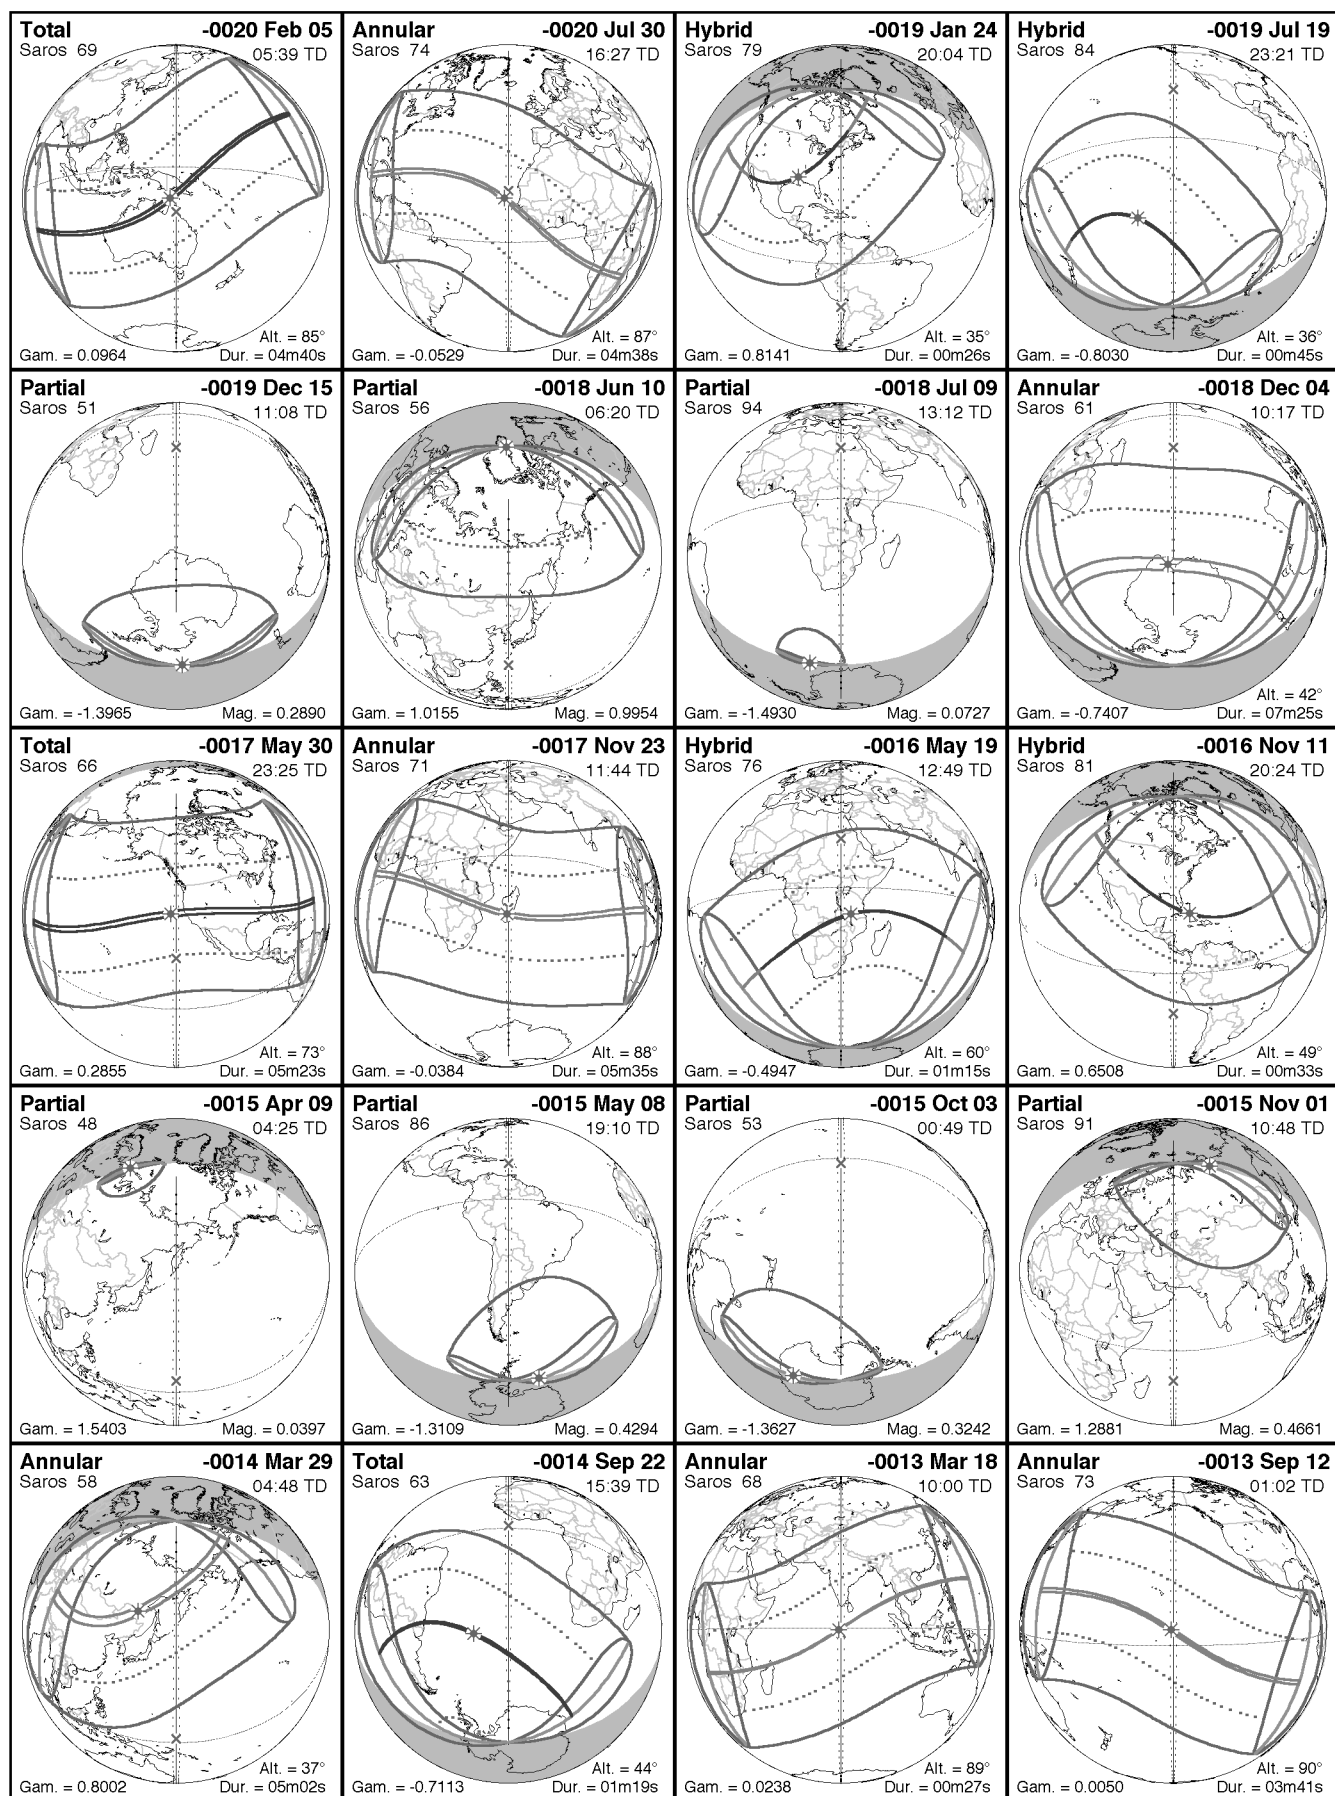 Total -0020 Feb 05
Saros 69 05:39 TD
Alt. = 85°
Gam. = 0.0964 Dur. = 04m40s
Annular -0020 Jul 30
Saros 74 16:27 TD
Alt. = 87°
Gam. = -0.0529 Dur. = 04m38s
Hybrid -0019 Jan 24
Saros 79 20:04 TD
Alt. = 35°
Gam. = 0.8141 Dur. = 00m26s
Hybrid -0019 Jul 19
Saros 84 23:21 TD
Alt. = 36°
Gam. = -0.8030 Dur. = 00m45s
Partial -0019 Dec 15
Saros 51 11:08 TD
Gam. = -1.3965 Mag. = 0.2890
Partial -0018 Jun 10
Saros 56 06:20 TD
Gam. = 1.0155 Mag. = 0.9954
Partial -0018 Jul 09
Saros 94 13:12 TD
Gam. = -1.4930 Mag. = 0.0727
Annular -0018 Dec 04
Saros 61 10:17 TD
Alt. = 42°
Gam. = -0.7407 Dur. = 07m25s
Total -0017 May 30
Saros 66 23:25 TD
Alt. = 73°
Gam. = 0.2855 Dur. = 05m23s
Annular -0017 Nov 23
Saros 71 11:44 TD
Alt. = 88°
Gam. = -0.0384 Dur. = 05m35s
Hybrid -0016 May 19
Saros 76 12:49 TD
Alt. = 60°
Gam. = -0.4947 Dur. = 01m15s
Hybrid -0016 Nov 11
Saros 81 20:24 TD
Alt. = 49°
Gam. = 0.6508 Dur. = 00m33s
Partial -0015 Apr 09
Saros 48 04:25 TD
Gam. = 1.5403 Mag. = 0.0397
Partial -0015 May 08
Saros 86 19:10 TD
Gam. = -1.3109 Mag. = 0.4294
Partial -0015 Oct 03
Saros 53 00:49 TD
Gam. = -1.3627 Mag. = 0.3242
Partial -0015 Nov 01
Saros 91 10:48 TD
Gam. = 1.2881 Mag. = 0.4661
Annular -0014 Mar 29
Saros 58 04:48 TD
Alt. = 37°
Gam. = 0.8002 Dur. = 05m02s
Total -0014 Sep 22
Saros 63 15:39 TD
Alt. = 44°
Gam. = -0.7113 Dur. = 01m19s
Annular -0013 Mar 18
Saros 68 10:00 TD
Alt. = 89°
Gam. = 0.0238 Dur. = 00m27s
Annular -0013 Sep 12
Saros 73 01:02 TD
Alt. = 90°
Gam. = 0.0050 Dur. = 03m41s